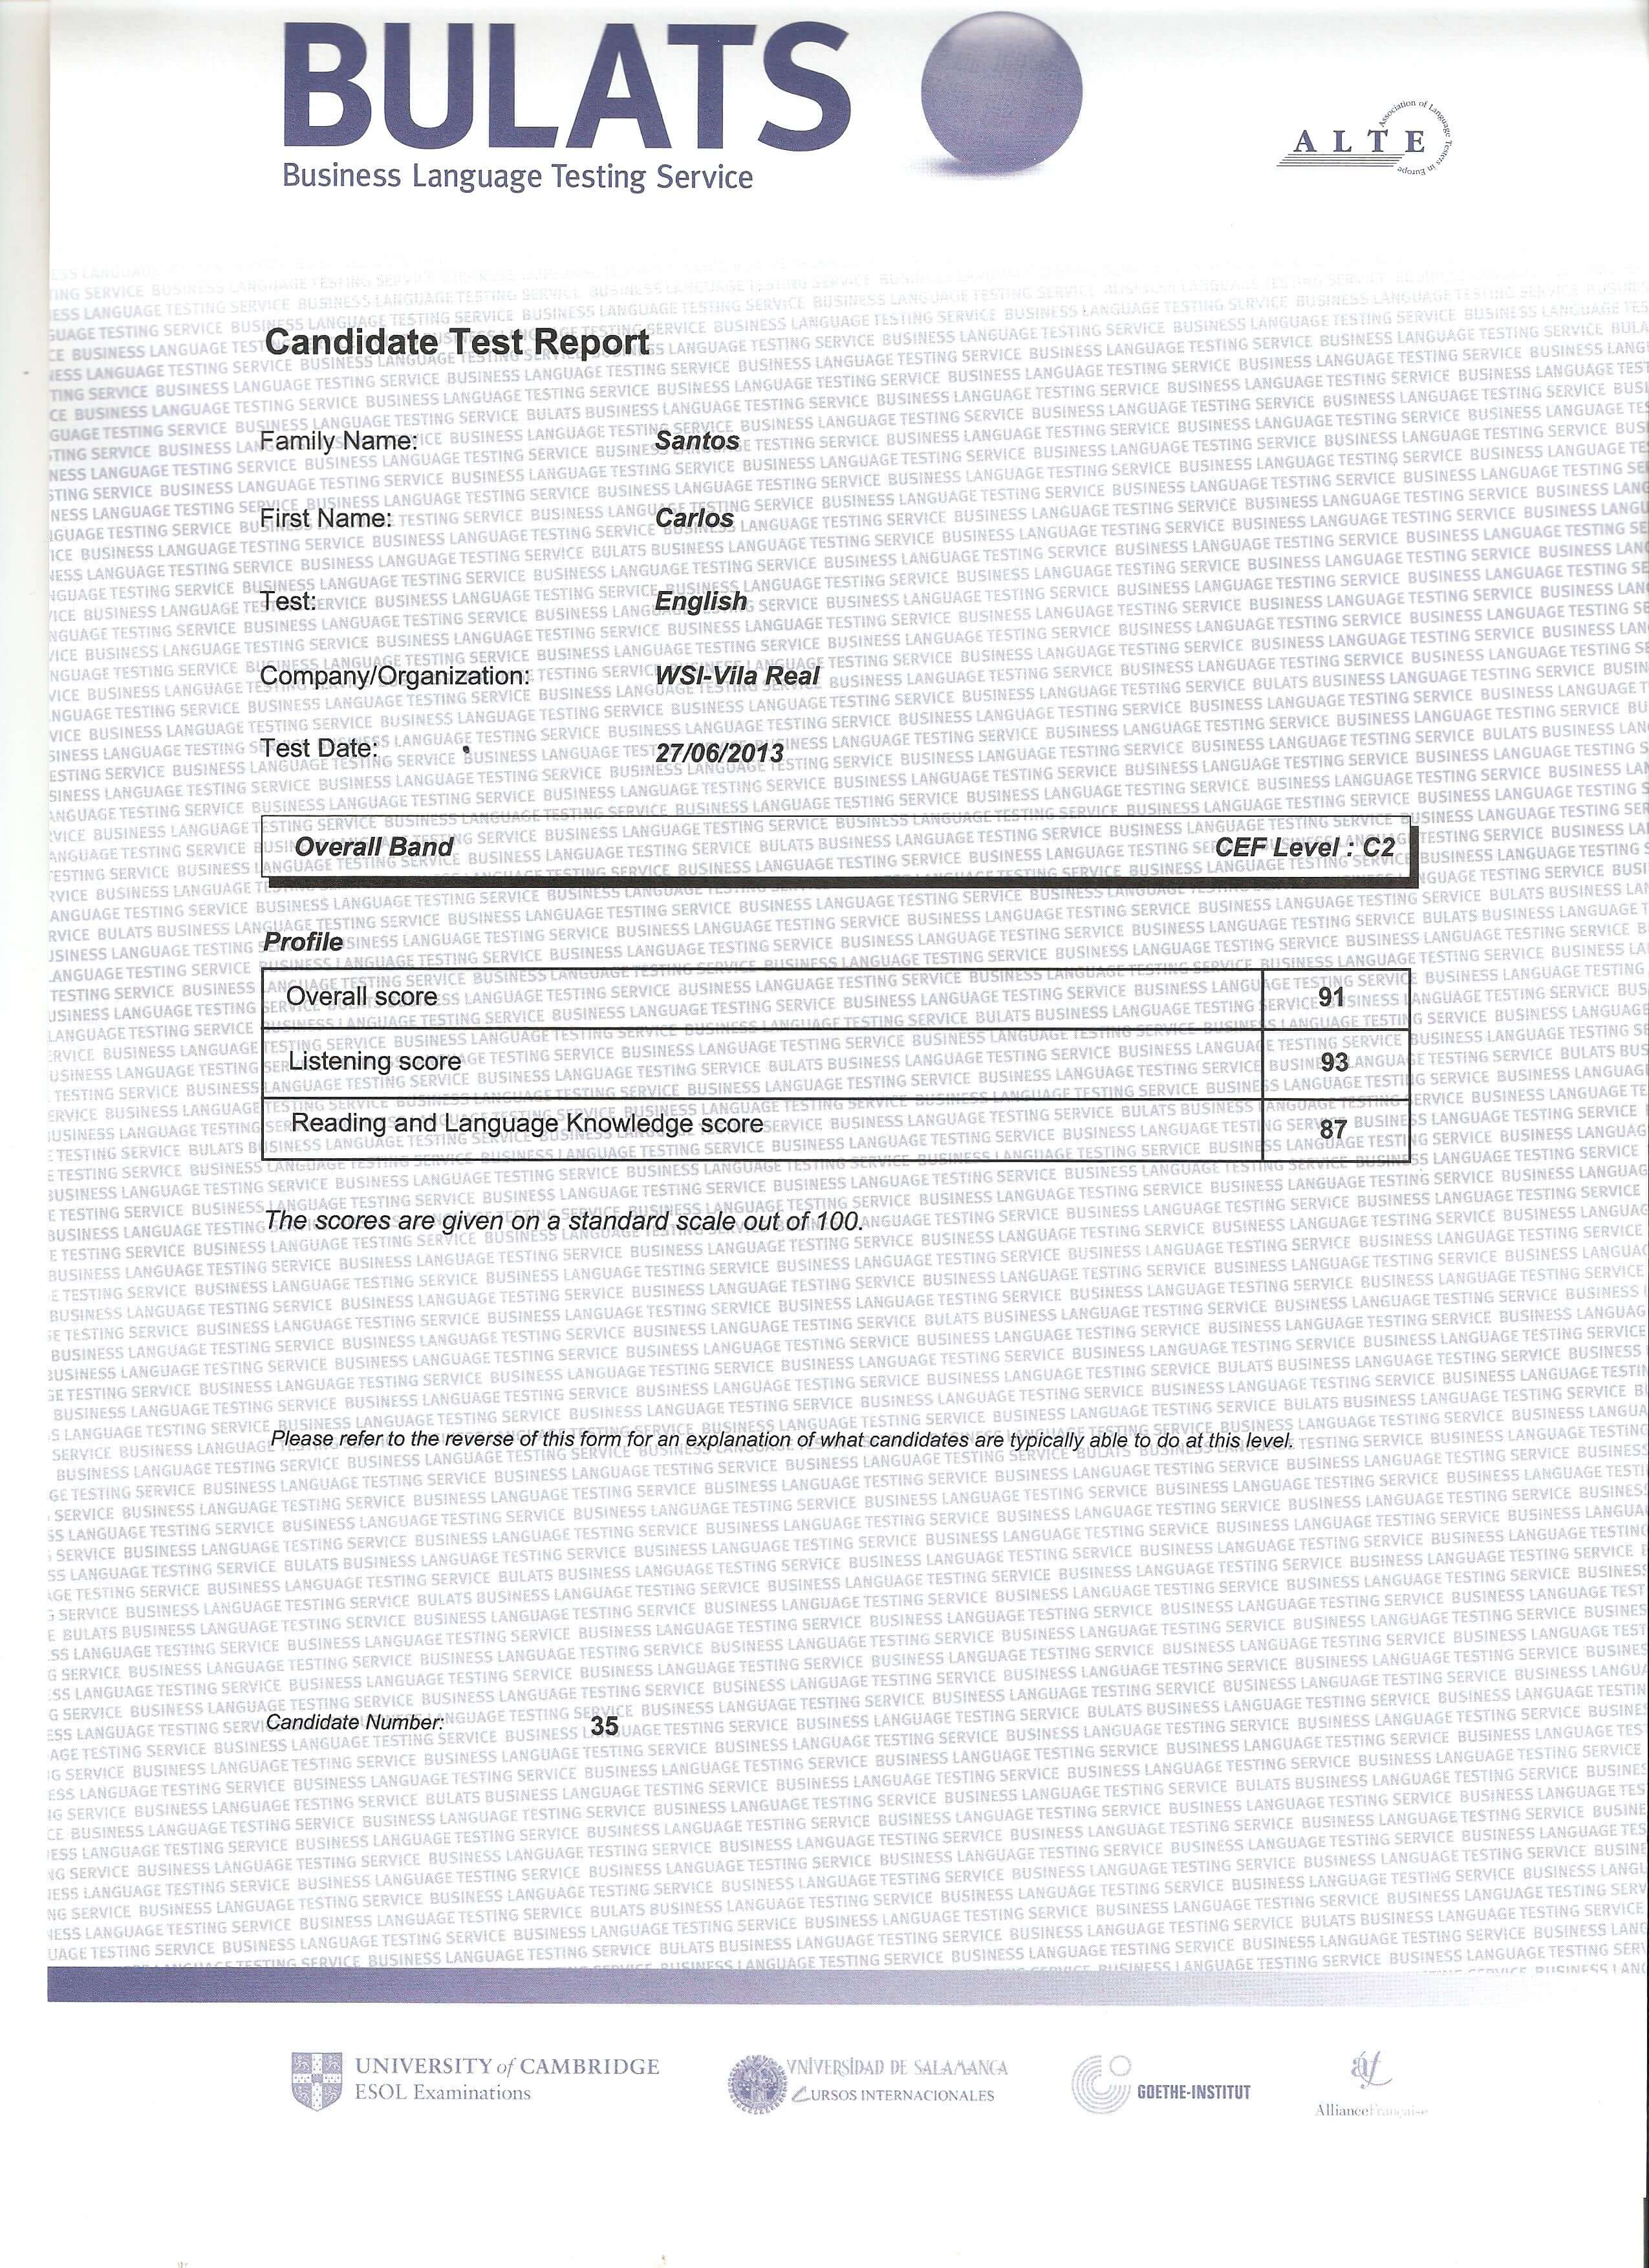 BULATS
Business Language Testing Service
ALTE
Association of Language Testers in Europe
Candidate Test Report
Family Name: Santos
First Name: Carlos
Test: English
Company/Organization: WSI-Vila Real
Test Date: 27/06/2013
Overall Band CEF Level : C2
Profile
Overall score 91
Listening score 93
Reading and Language Knowledge score 87
The scores are given on a standard scale out of 100.
Please refer to the reverse of this form for an explanation of what candidates are typically able to do at this level.
Candidate Number: 35
UNIVERSITY of CAMBRIDGE
ESOL Examinations
VNiVERSiDAD DE SALAMANCA
CURSOS INTERNACIONALES
GOETHE-INSTITUT
af
AllianceFrançaise